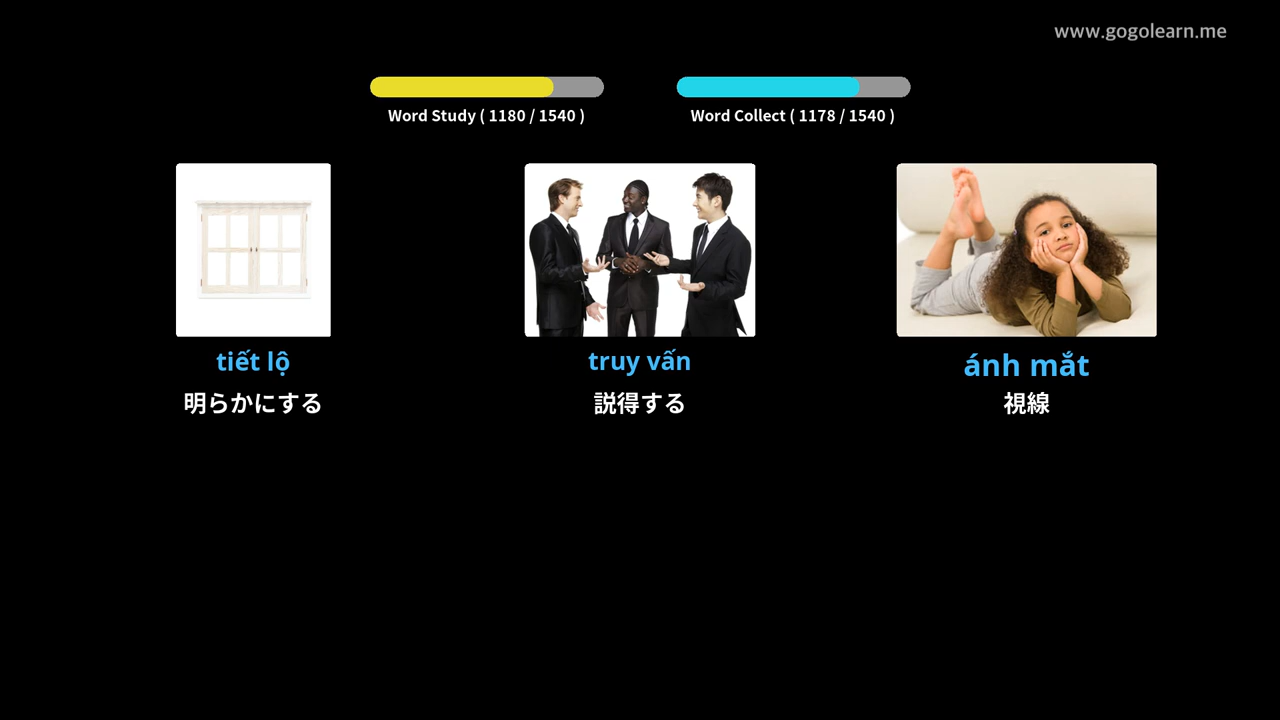 www.gogolearn.me
Word Study ( 1180 / 1540 )
Word Collect ( 1178 / 1540 )
tiết lộ
明らかにする
truy vấn
説得する
ánh mắt
視線